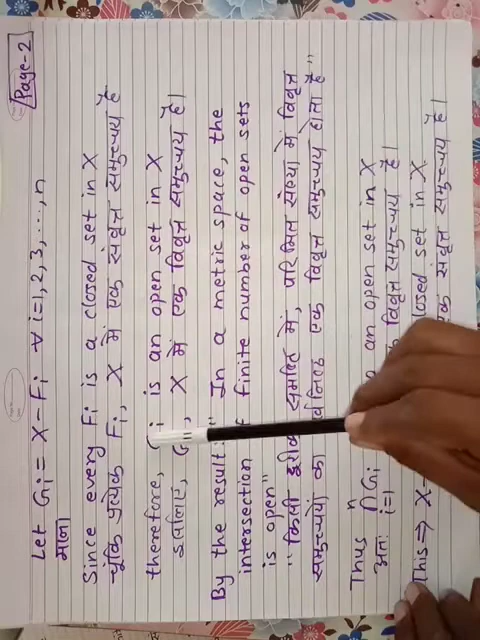 Page-2
Let Gi = X - Fi ∀ i=1,2,3,...,n
माना
Since every Fi is a closed set in X
चूंकि प्रत्येक Fi, X में एक संवृत्त समुच्चय है
therefore, Gi is an open set in X
इसलिए, Gi, X में एक विवृत्त समुच्चय है।
By the result: " In a metric space, the
intersection of finite number of open sets
is open"
" किसी दूरीक समष्टि में, परिमित संख्या में विवृत्त
समुच्चयों का सर्वनिष्ठ एक विवृत्त समुच्चय होता है"
Thus n∩i=1 Gi an open set in X
अतः विवृत्त समुच्चय है।
This ⇒ X- closed set in X
एक संवृत्त समुच्चय है।